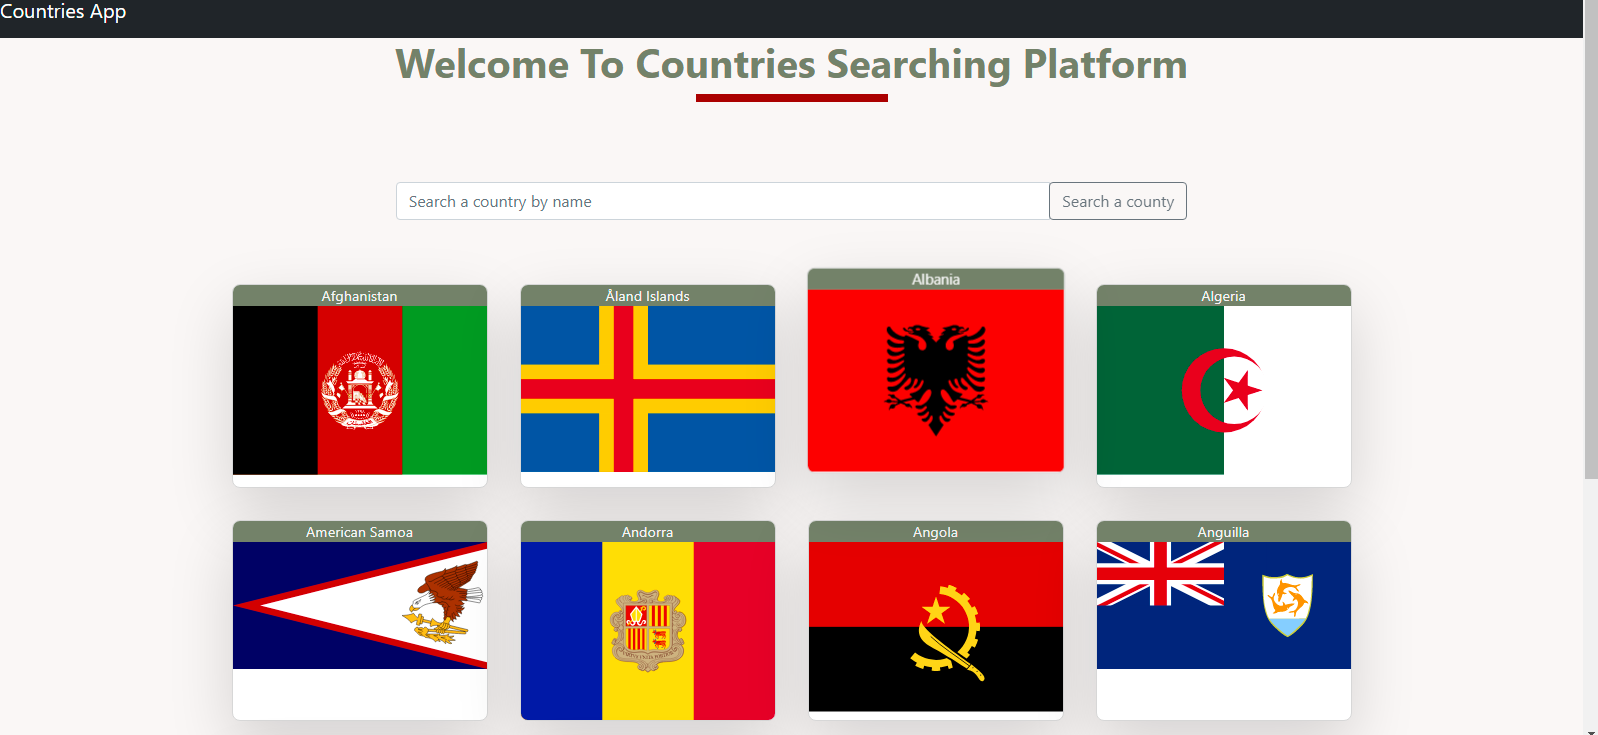 Countries App
Welcome To Countries Searching Platform
Search a country by name
Search a county
Afghanistan
Åland Islands
Albania
Algeria
American Samoa
Andorra
Angola
Anguilla